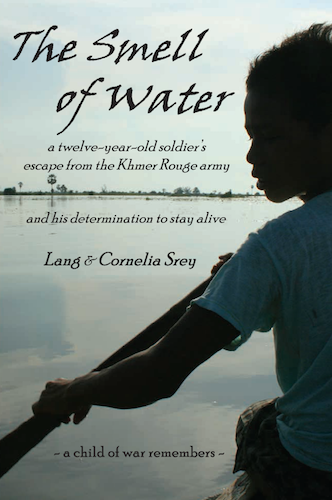 The Smell
of Water
a twelve-year-old soldier's
escape from the Khmer Rouge army
and his determination to stay alive
Lang & Cornelia Srey
~ a child of war remembers ~